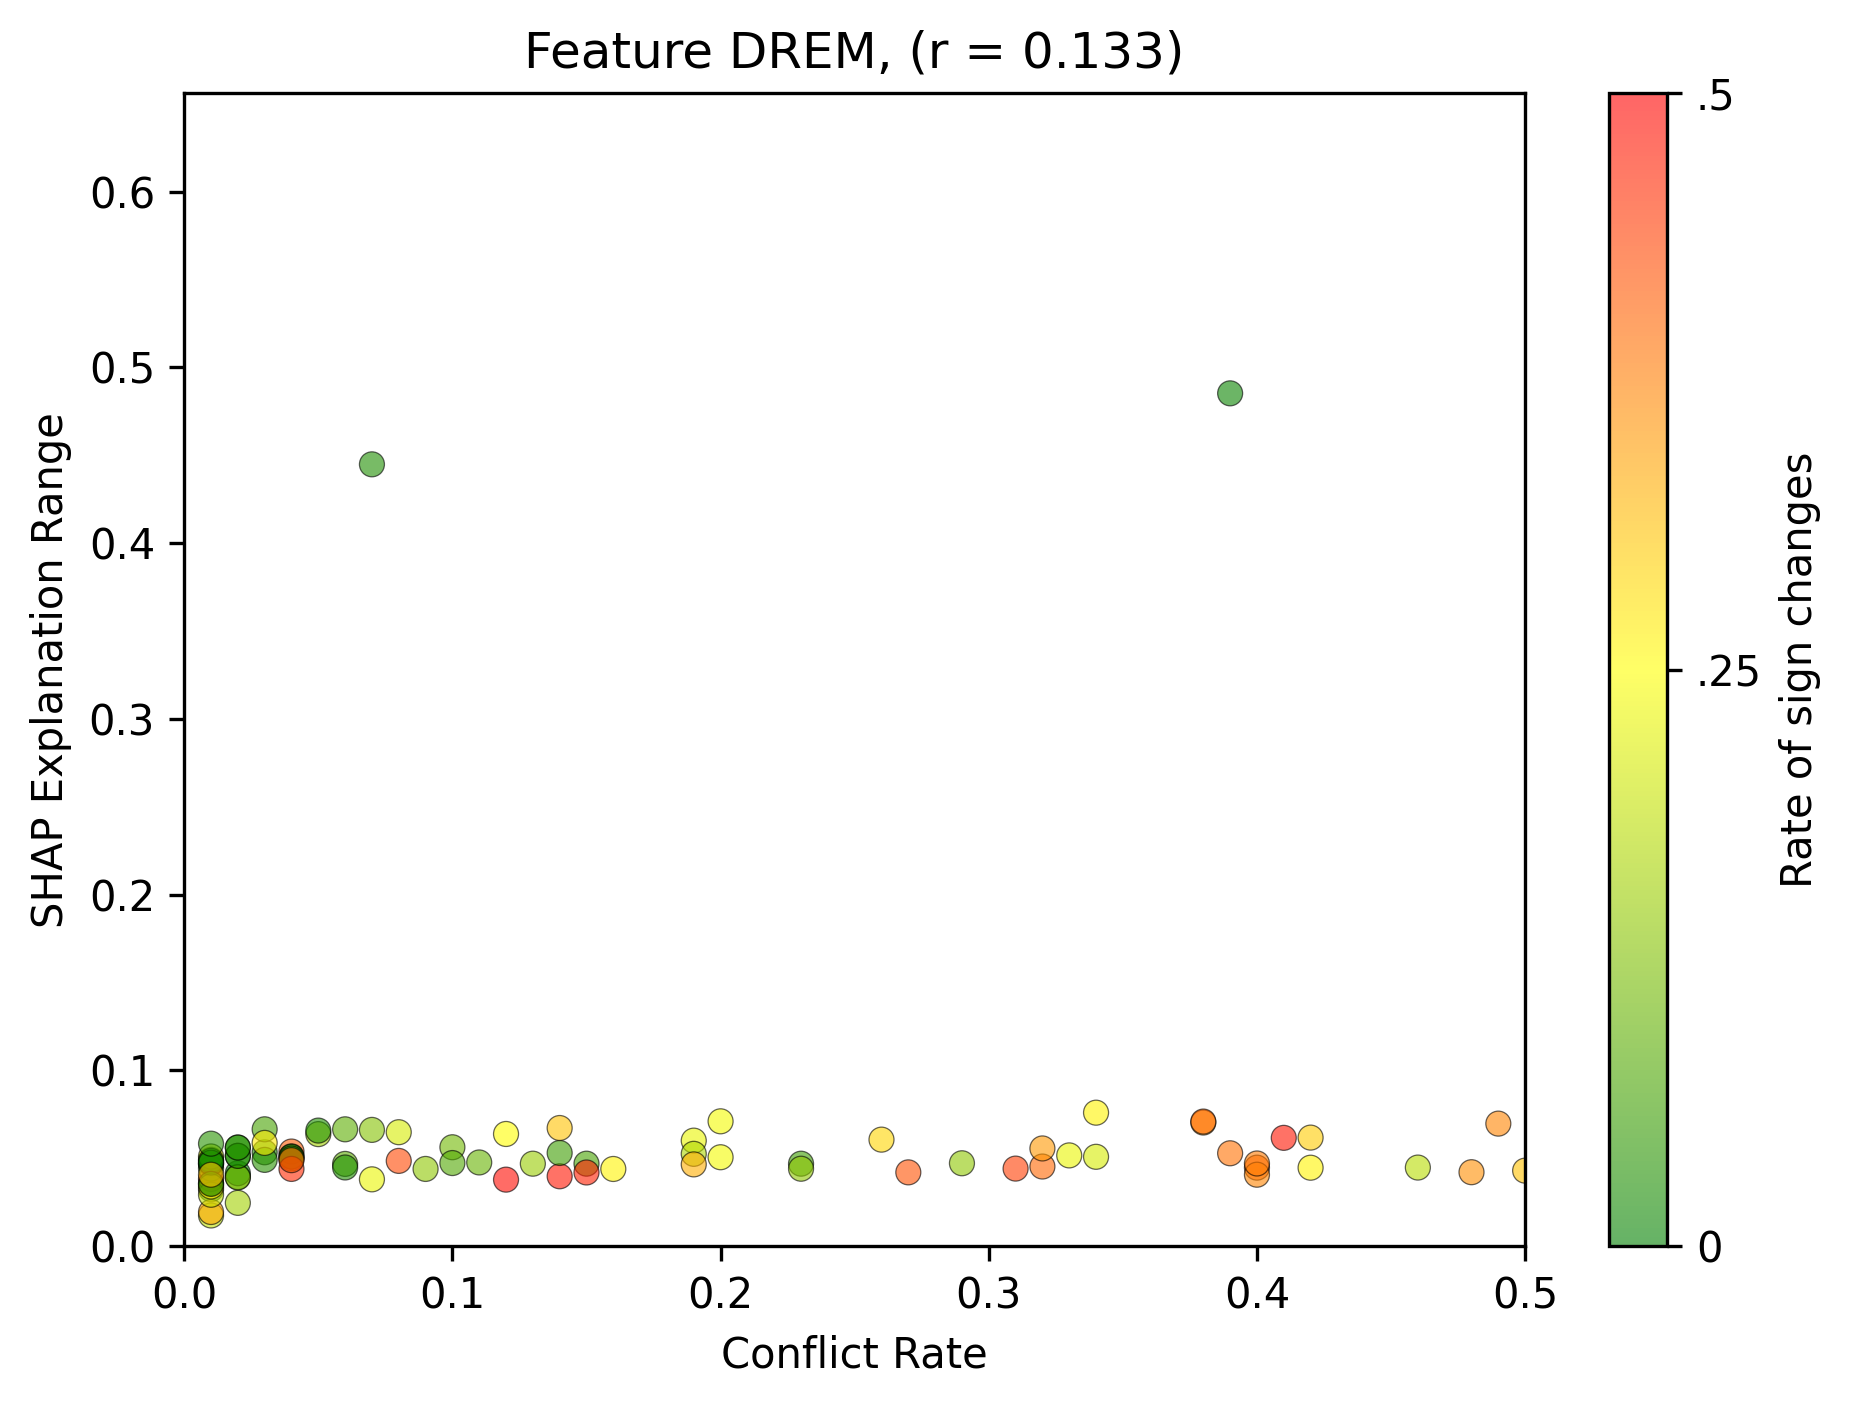 Feature DREM, (r = 0.133)
0.6
0.5
0.4
0.3
0.2
0.1
0.0
SHAP Explanation Range
0.0 0.1 0.2 0.3 0.4 0.5
Conflict Rate
.5
.25
0
Rate of sign changes